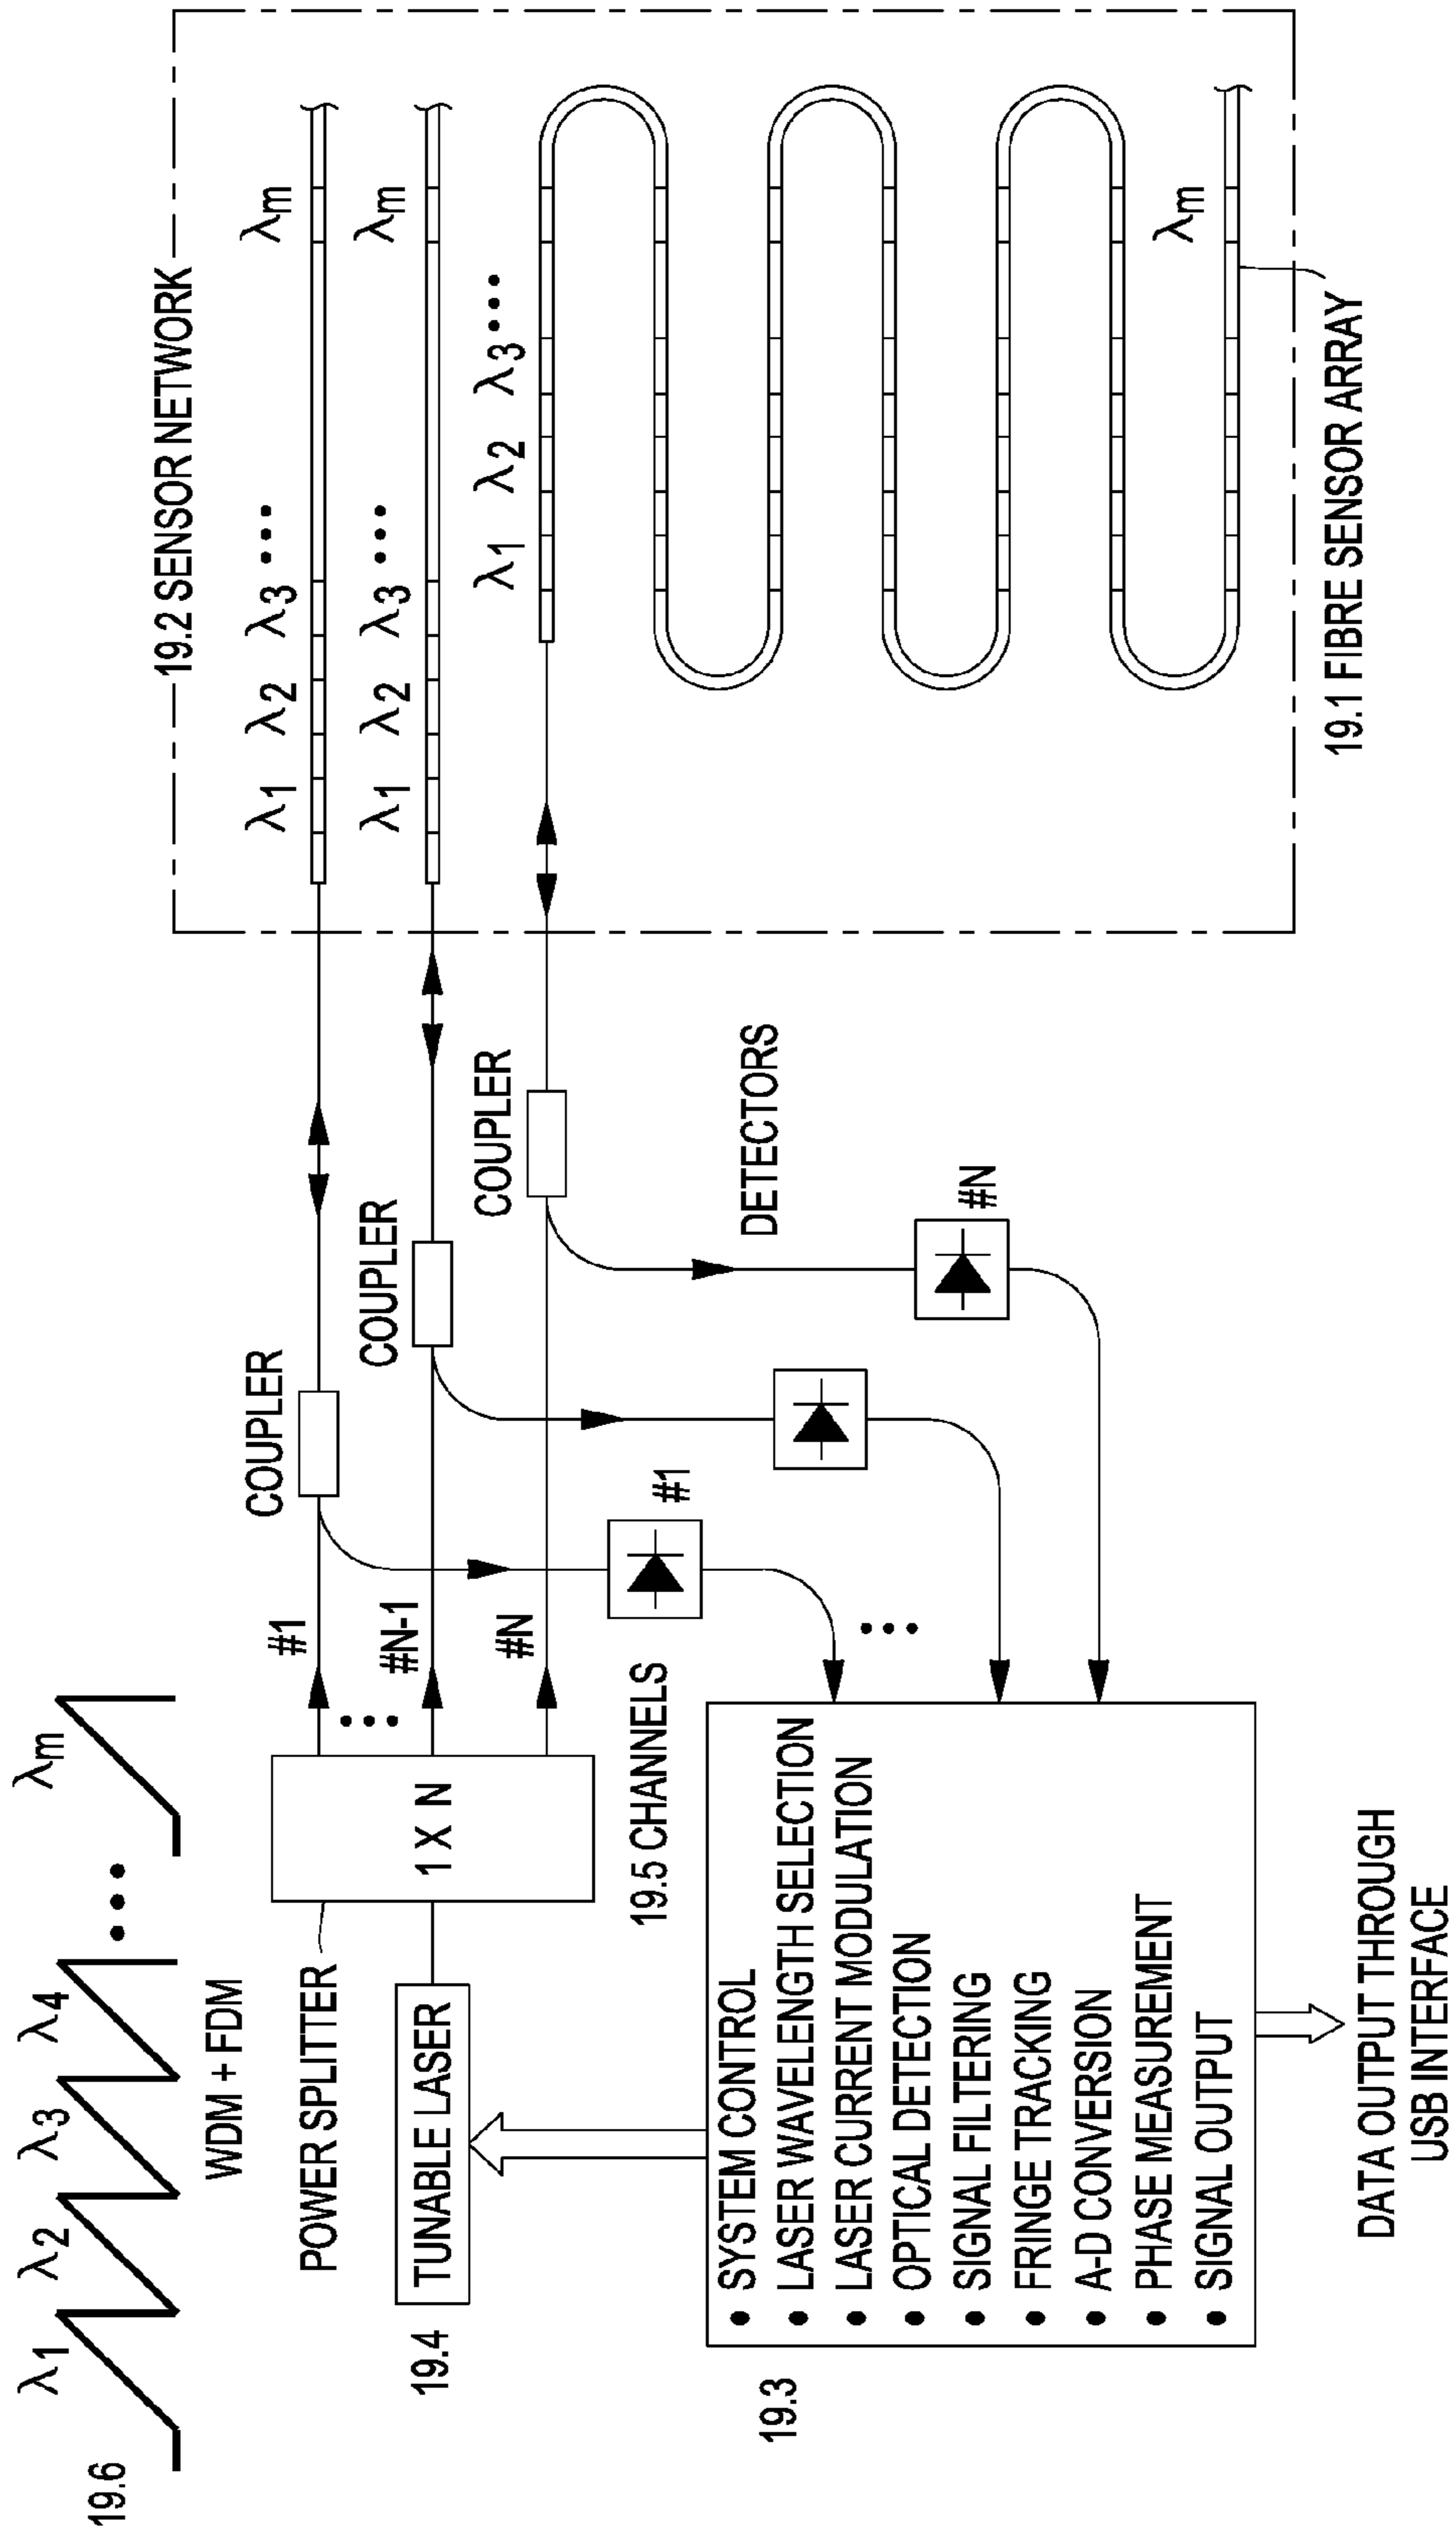 19.6
λ1 λ2 λ3 λ4 ••• λm
WDM + FDM
POWER SPLITTER
19.4
TUNABLE LASER
1 X N
#1
•••
#N-1
#N
COUPLER
COUPLER
COUPLER
19.2 SENSOR NETWORK
λ1 λ2 λ3 ••• λm
λ1 λ2 λ3 ••• λm
λ1 λ2 λ3 •••
λm
19.1 FIBRE SENSOR ARRAY
19.5 CHANNELS
#1
•••
DETECTORS
#N
19.3
• SYSTEM CONTROL
• LASER WAVELENGTH SELECTION
• LASER CURRENT MODULATION
• OPTICAL DETECTION
• SIGNAL FILTERING
• FRINGE TRACKING
• A-D CONVERSION
• PHASE MEASUREMENT
• SIGNAL OUTPUT
DATA OUTPUT THROUGH
USB INTERFACE